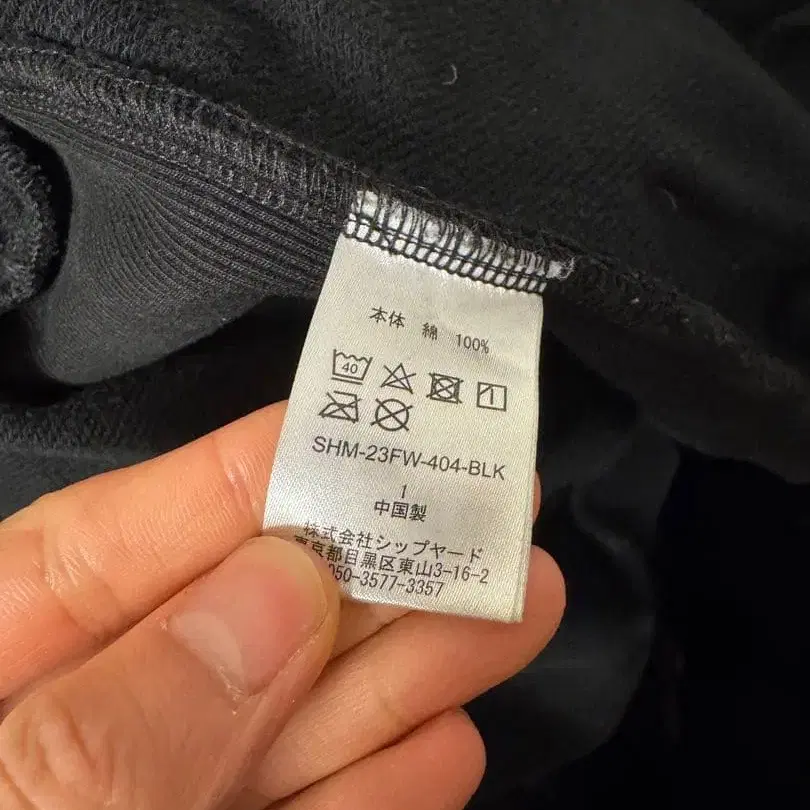 本体 綿 100%
40
SHM-23FW-404-BLK
1
中国製
株式会社シップヤード
東京都目黒区東山3-16-2
050-3577-3357